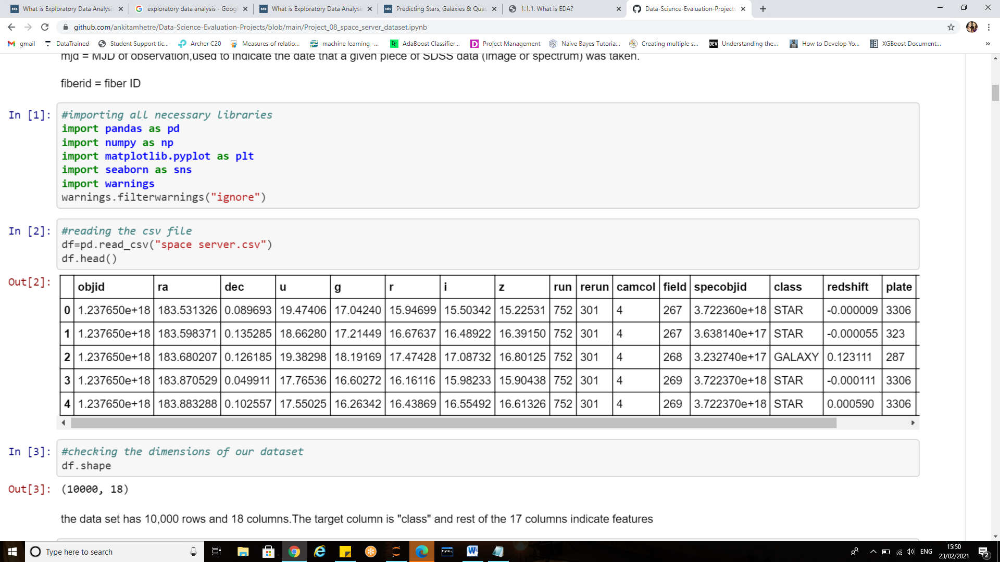 What is Exploratory Data Analysis
exploratory data analysis - Goog
What is Exploratory Data Analysis
Predicting Stars, Galaxies & Quas
1.1.1. What is EDA?
Data-Science-Evaluation-Projects
github.com/ankitamhetre/Data-Science-Evaluation-Projects/blob/main/Project_08_space_server_dataset.ipynb
gmail DataTrained Student Support tic... Archer C20 Measures of relatio... machine learning -... AdaBoost Classifier... Project Management Naive Bayes Tutoria... Creating multiple s... DEV Understanding the... How to Develop Yo... XGBoost Document... »
mjd = MJD of observation,used to indicate the date that a given piece of SDSS data (image or spectrum) was taken.
fiberid = fiber ID
In [1]: #importing all necessary libraries
import pandas as pd
import numpy as np
import matplotlib.pyplot as plt
import seaborn as sns
import warnings
warnings.filterwarnings("ignore")
In [2]: #reading the csv file
df=pd.read_csv("space server.csv")
df.head()
Out[2]: objid ra dec u g r i z run rerun camcol field specobjid class redshift plate
0 1.237650e+18 183.531326 0.089693 19.47406 17.04240 15.94699 15.50342 15.22531 752 301 4 267 3.722360e+18 STAR -0.000009 3306
1 1.237650e+18 183.598371 0.135285 18.66280 17.21449 16.67637 16.48922 16.39150 752 301 4 267 3.638140e+17 STAR -0.000055 323
2 1.237650e+18 183.680207 0.126185 19.38298 18.19169 17.47428 17.08732 16.80125 752 301 4 268 3.232740e+17 GALAXY 0.123111 287
3 1.237650e+18 183.870529 0.049911 17.76536 16.60272 16.16116 15.98233 15.90438 752 301 4 269 3.722370e+18 STAR -0.000111 3306
4 1.237650e+18 183.883288 0.102557 17.55025 16.26342 16.43869 16.55492 16.61326 752 301 4 269 3.722370e+18 STAR 0.000590 3306
In [3]: #checking the dimensions of our dataset
df.shape
Out[3]: (10000, 18)
the data set has 10,000 rows and 18 columns.The target column is "class" and rest of the 17 columns indicate features
Type here to search
ENG
15:50
23/02/2021
2